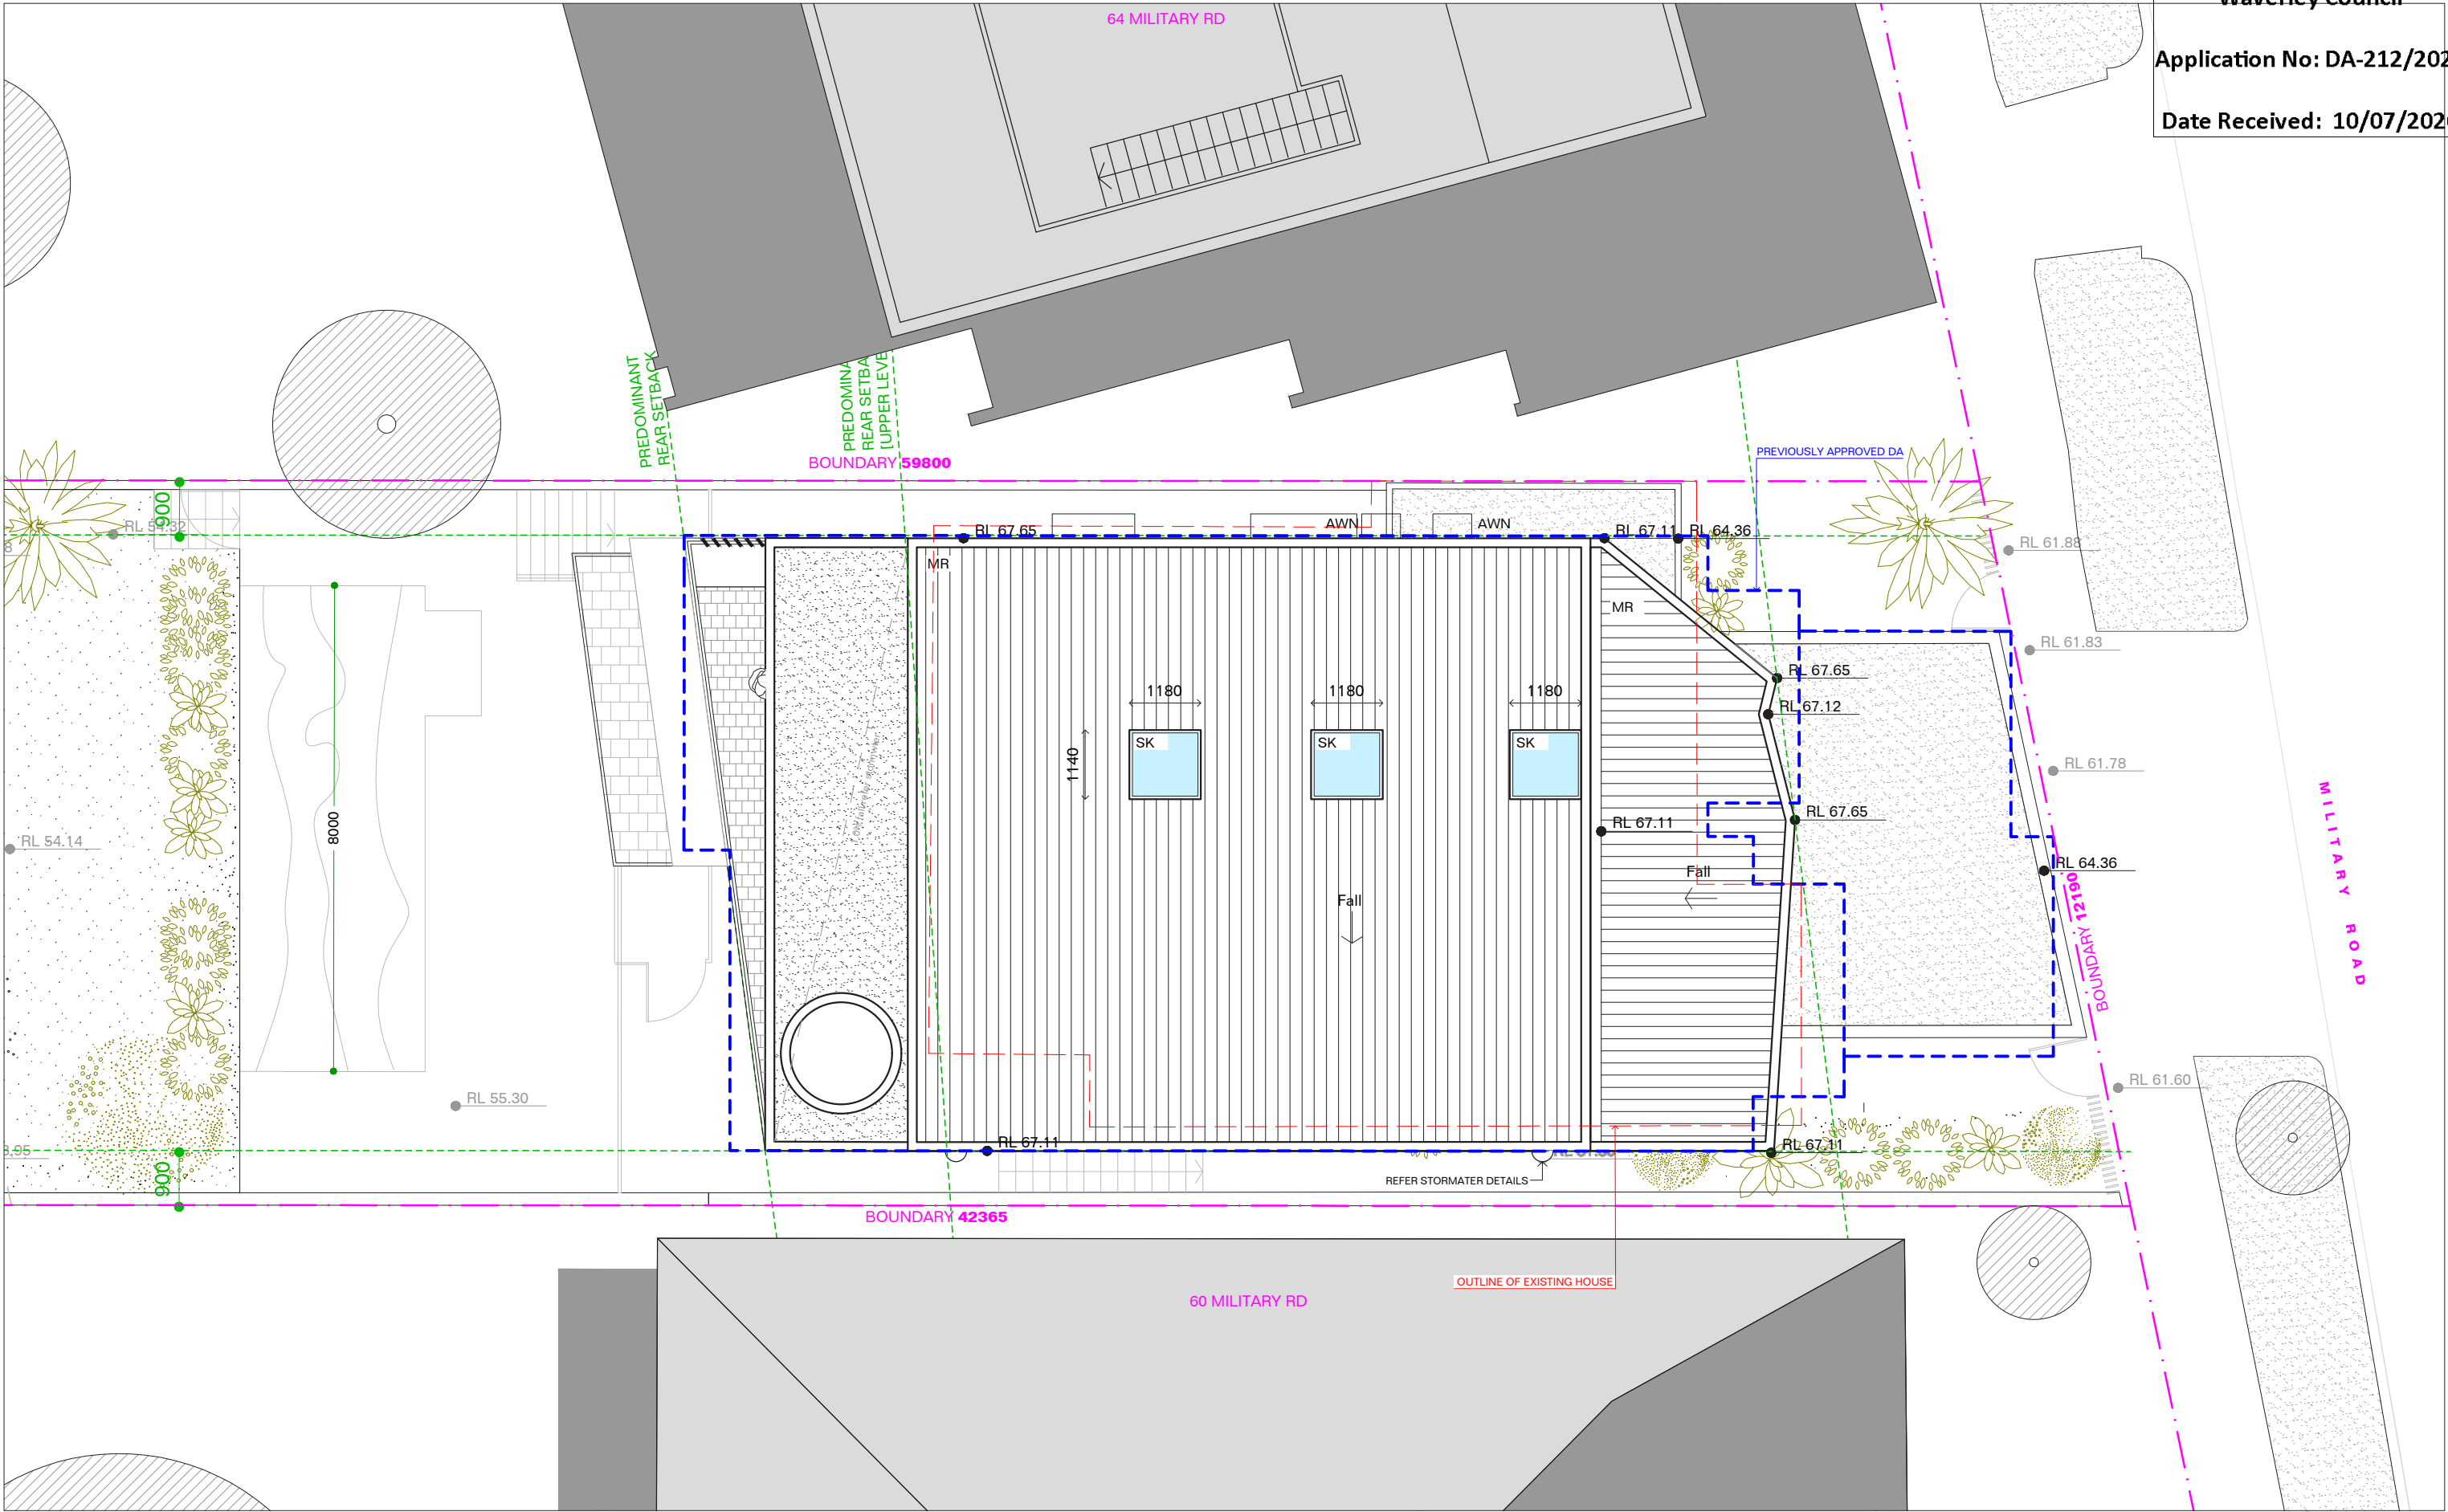 Waverley Council
64 MILITARY RD
Application No: DA-212/202
Date Received: 10/07/202
PREDOMINANT
REAR SETBACK
REAR SETBA
[UPPER LEVE
BOUNDARY 59800
PREVIOUSLY APPROVED DA
900
RL 54.32
8
RL 67.65
AWN
AWN
RL 67.11
RL 64.36
RL 61.88
MR
MR
RL 61.83
RL 67.65
1180
1180
1180
RL 67.12
SK
SK
SK
1140
RL 61.78
8000
RL 67.65
RL 67.11
RL 54.14
RL 64.36
Fall
Fall
BOUNDARY 12190
MILITARY ROAD
RL 55.30
RL 61.60
RL 67.11
RL 67.11
900
REFER STORMATER DETAILS
BOUNDARY 42365
OUTLINE OF EXISTING HOUSE
60 MILITARY RD